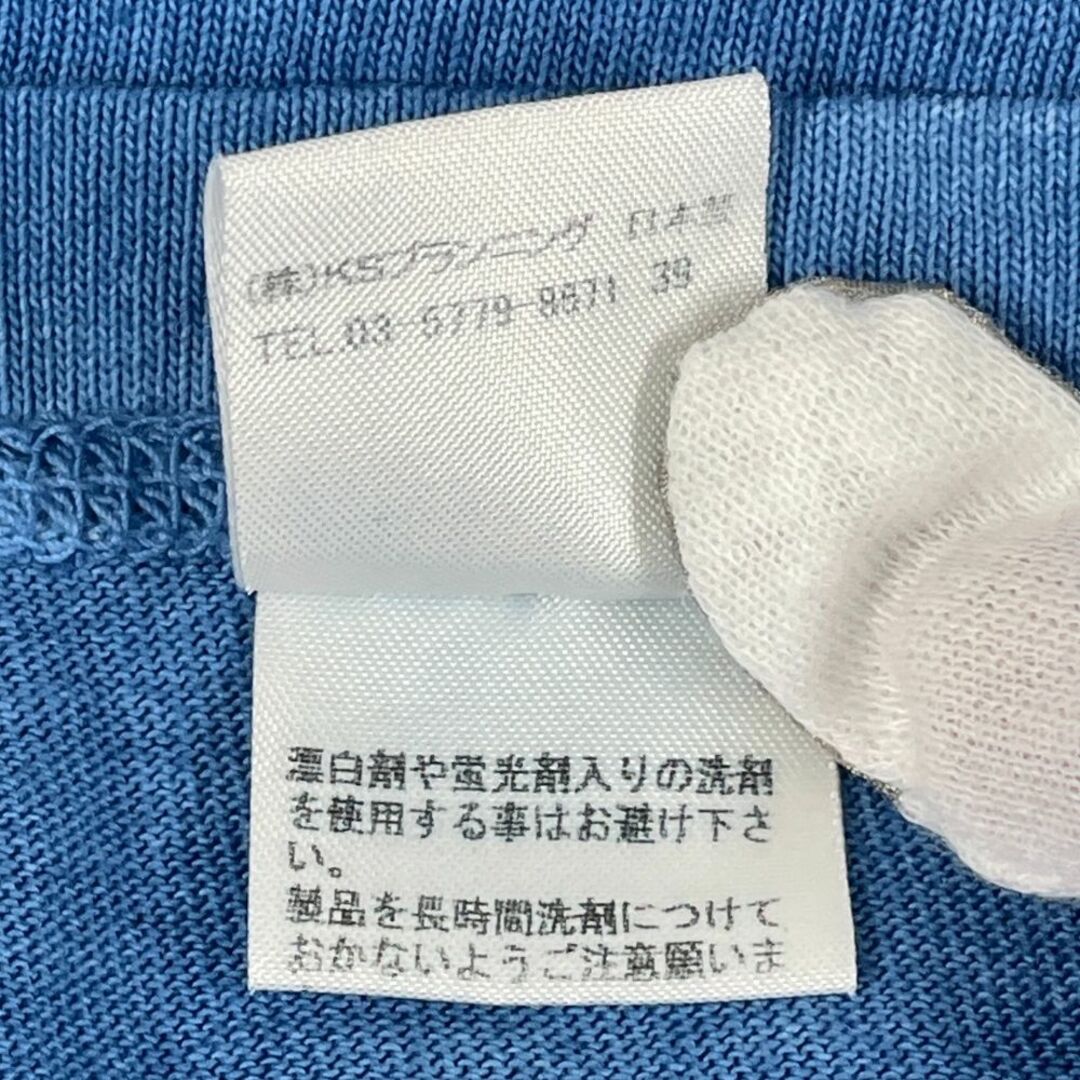 (株)KSプランニング 日本製
TEL.03-5779-8871 39
漂白剤や蛍光剤入りの洗剤
を使用する事はお避け下さ
い。
製品を長時間洗剤につけて
おかないようご注意願いま